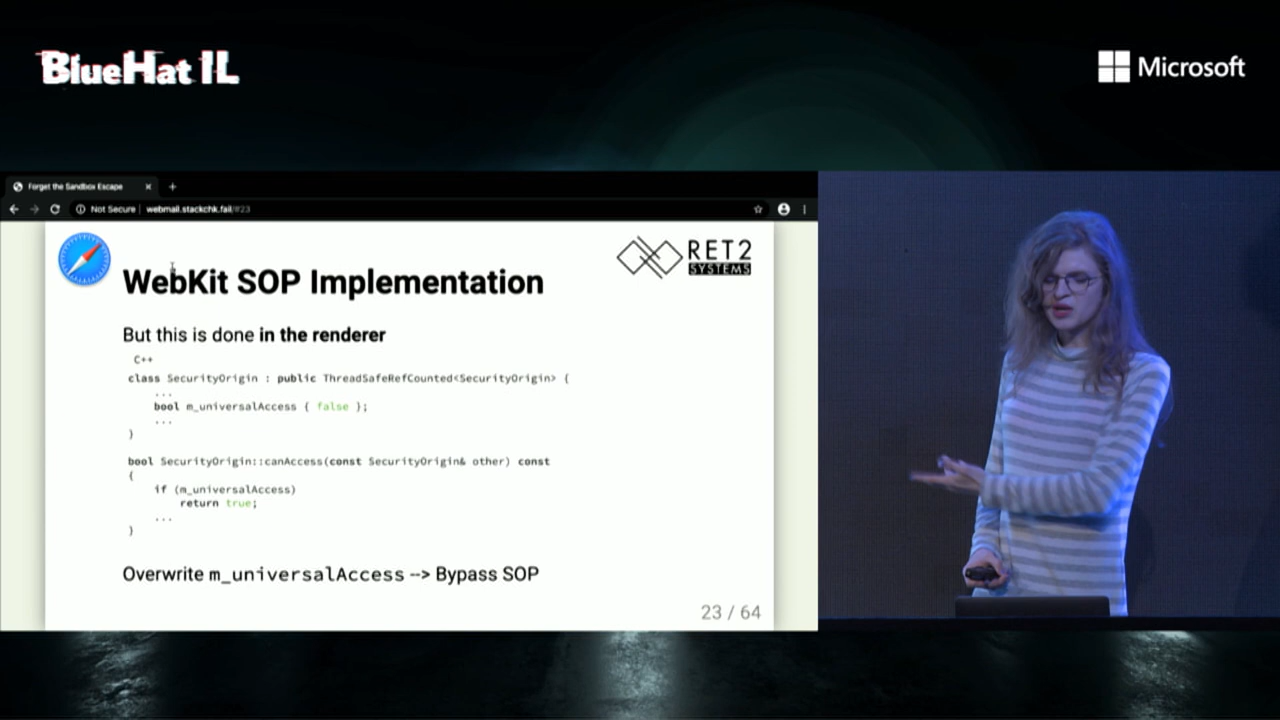 BlueHat IL
Microsoft
Forget the Sandbox Escape
Not Secure | webmail.stackchk.fail/#23
RET2
SYSTEMS
WebKit SOP Implementation
But this is done in the renderer
C++
class SecurityOrigin : public ThreadSafeRefCounted<SecurityOrigin> {
...
bool m_universalAccess { false };
...
}
bool SecurityOrigin::canAccess(const SecurityOrigin& other) const
{
if (m_universalAccess)
return true;
...
}
Overwrite m_universalAccess --> Bypass SOP
23 / 64